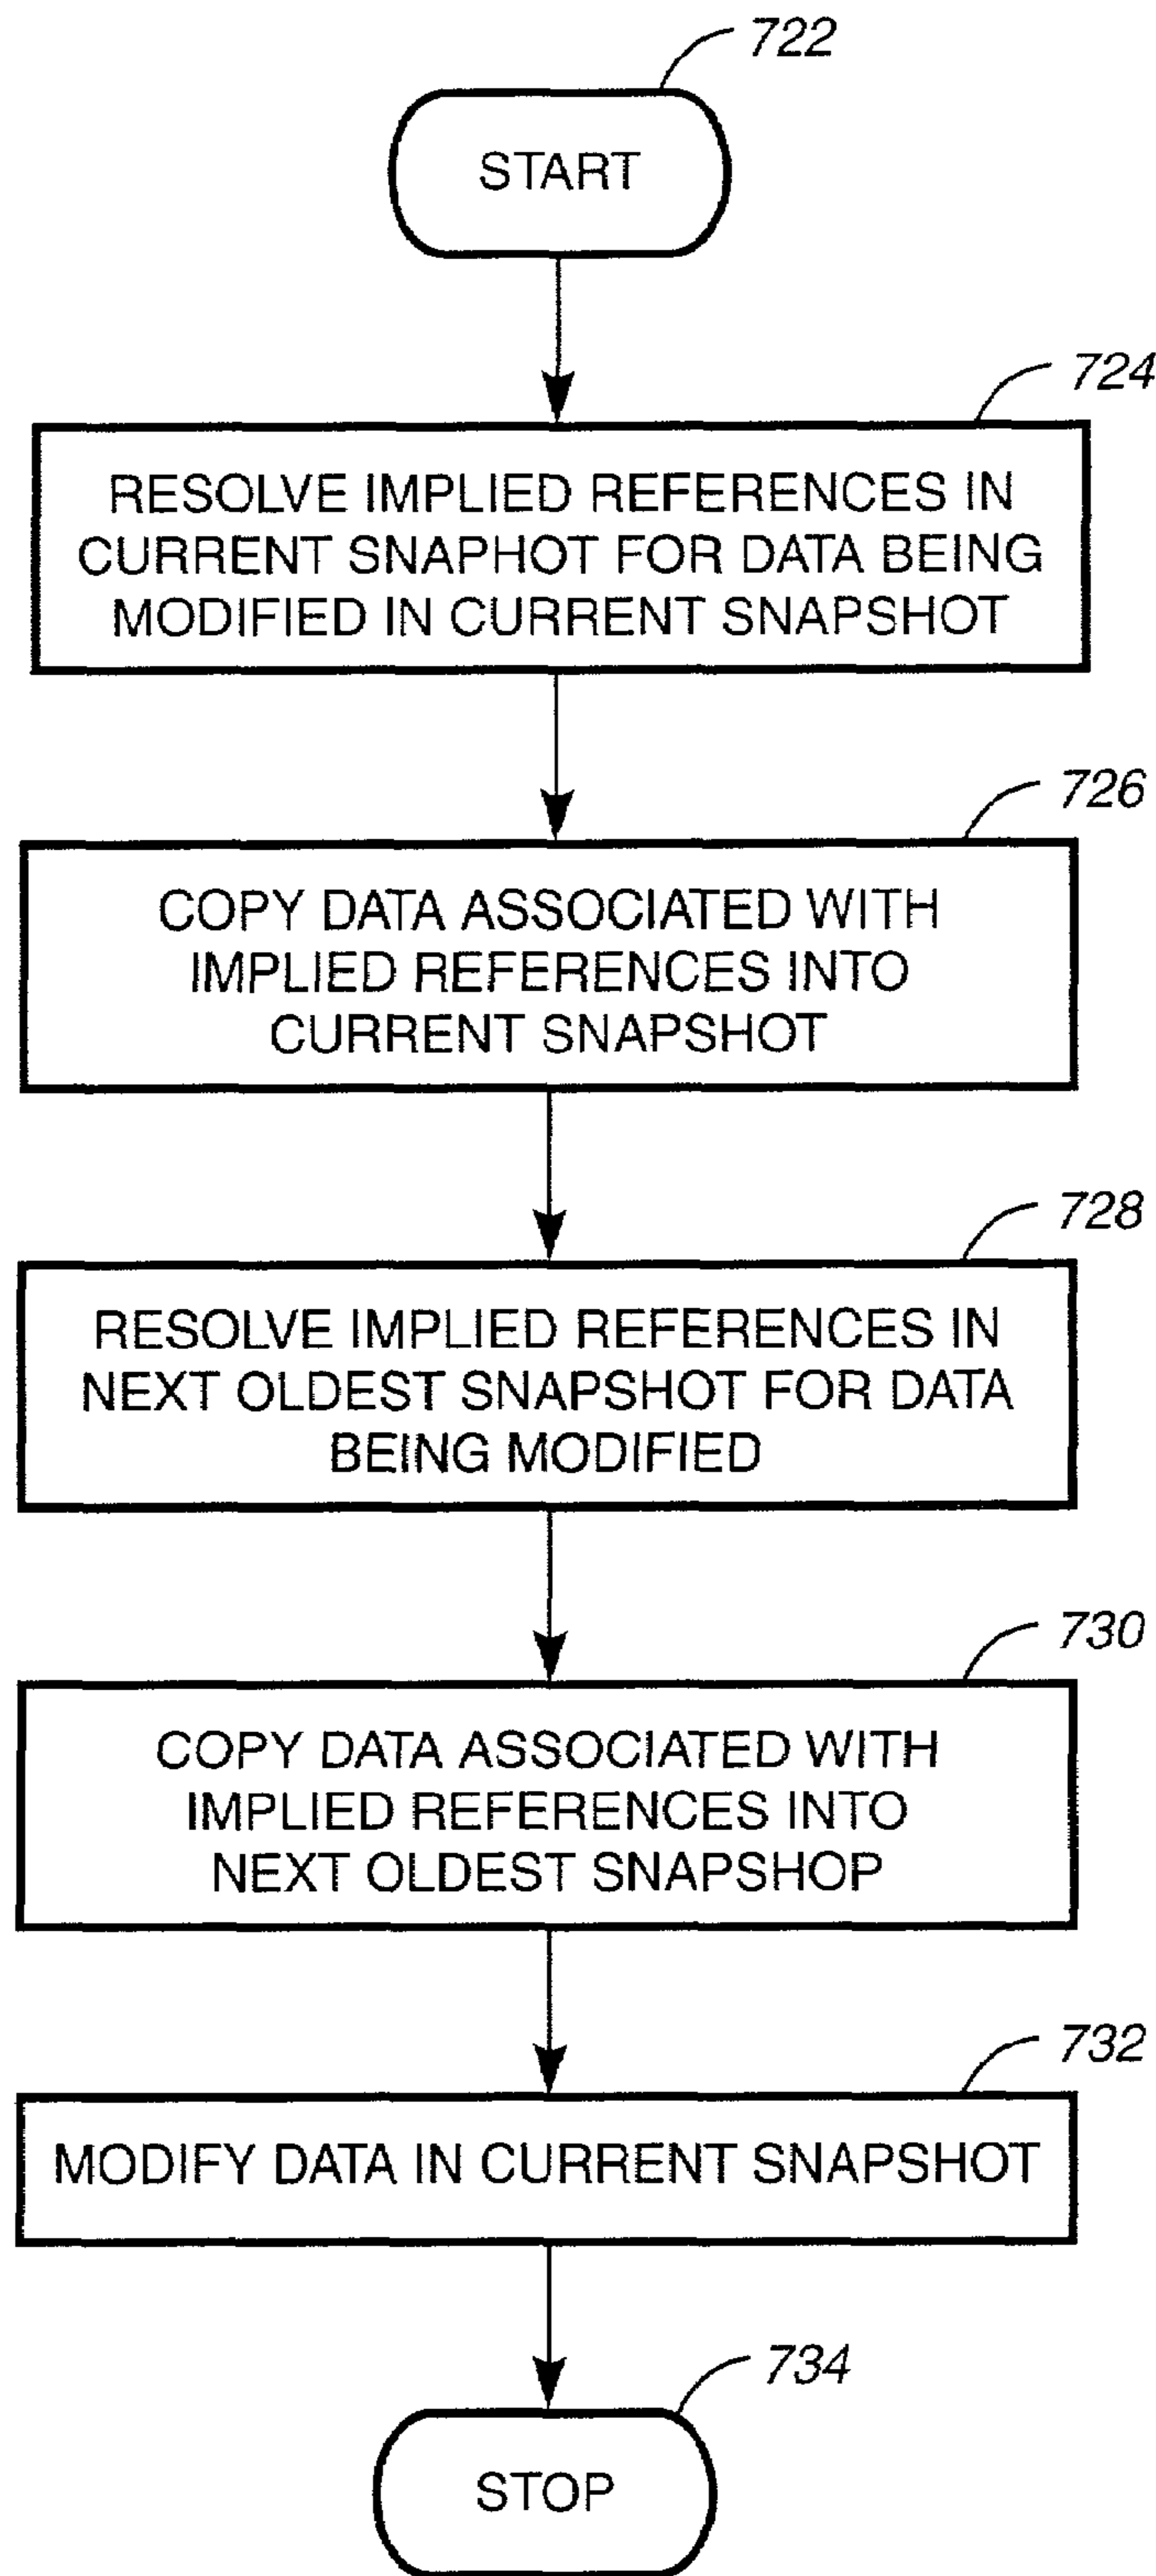 722
START
724
RESOLVE IMPLIED REFERENCES IN
CURRENT SNAPHOT FOR DATA BEING
MODIFIED IN CURRENT SNAPSHOT
726
COPY DATA ASSOCIATED WITH
IMPLIED REFERENCES INTO
CURRENT SNAPSHOT
728
RESOLVE IMPLIED REFERENCES IN
NEXT OLDEST SNAPSHOT FOR DATA
BEING MODIFIED
730
COPY DATA ASSOCIATED WITH
IMPLIED REFERENCES INTO
NEXT OLDEST SNAPSHOP
732
MODIFY DATA IN CURRENT SNAPSHOT
734
STOP